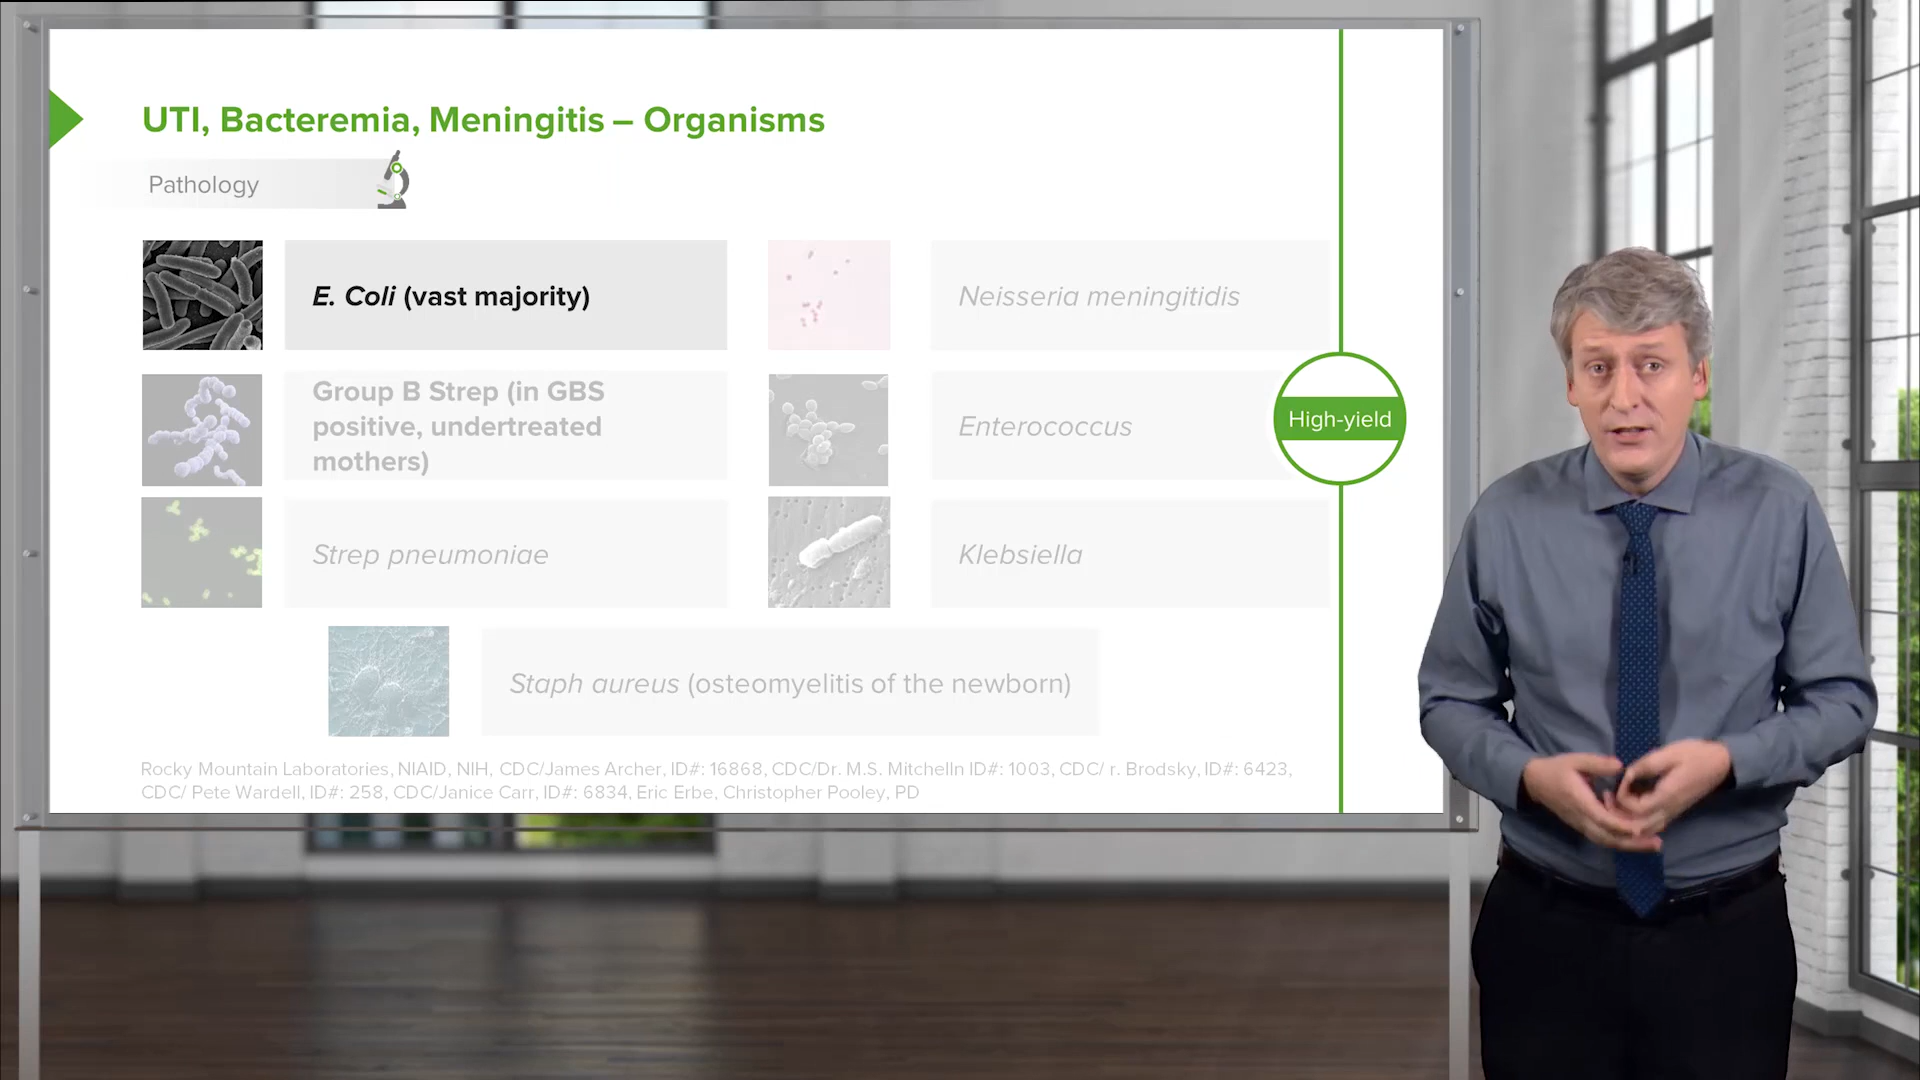 UTI, Bacteremia, Meningitis – Organisms
Pathology
E. Coli (vast majority)
Group B Strep (in GBS
positive, undertreated
mothers)
Strep pneumoniae
Neisseria meningitidis
Enterococcus
Klebsiella
High-yield
Staph aureus (osteomyelitis of the newborn)
Rocky Mountain Laboratories, NIAID, NIH, CDC/James Archer, ID#: 16868, CDC/Dr. M.S. Mitchelln ID#: 1003, CDC/ r. Brodsky, ID#: 6423,
CDC/ Pete Wardell, ID#: 258, CDC/Janice Carr, ID#: 6834, Eric Erbe, Christopher Pooley, PD